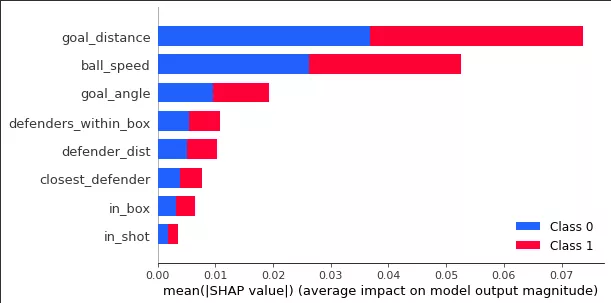 goal_distance
ball_speed
goal_angle
defenders_within_box
defender_dist
closest_defender
in_box
in_shot
Class 0
Class 1
0.00 0.01 0.02 0.03 0.04 0.05 0.06 0.07
mean(|SHAP value|) (average impact on model output magnitude)